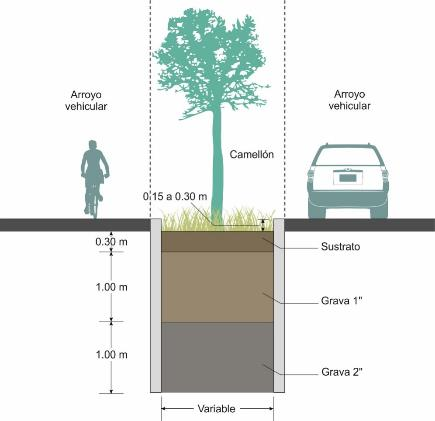 Arroyo
vehicular
Arroyo
vehicular
Camellón
0.15 a 0.30 m
0.30 m
Sustrato
1.00 m
Grava 1"
1.00 m
Grava 2"
Variable